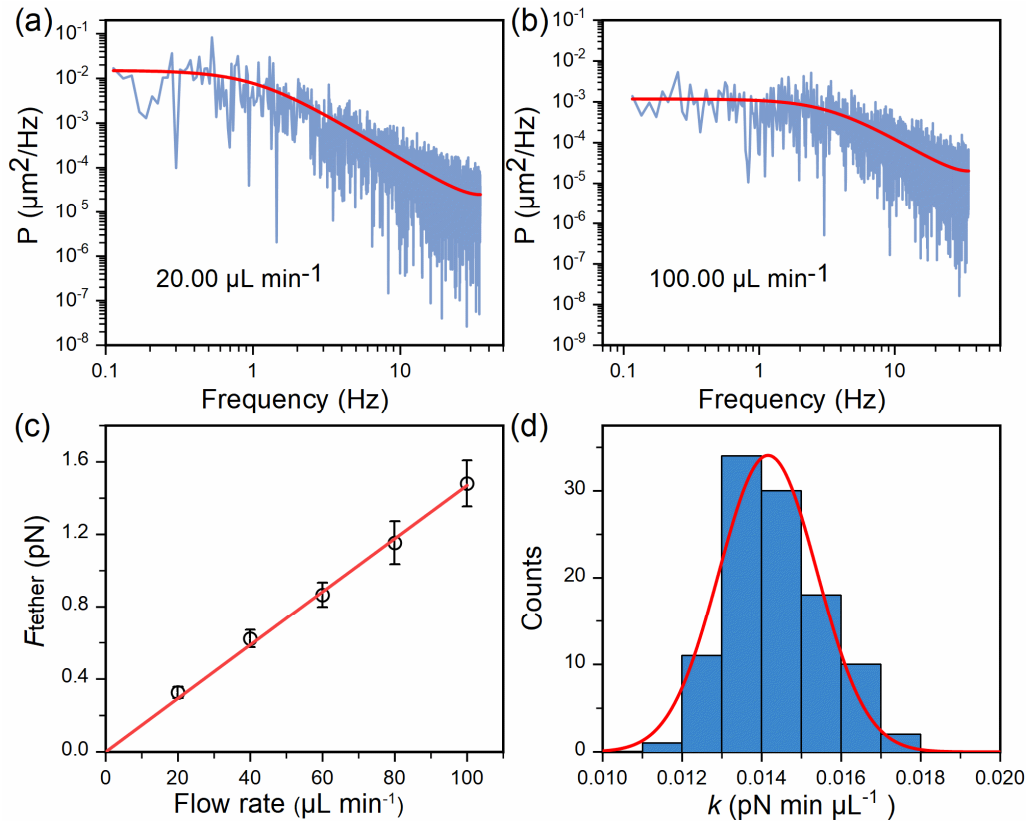 (a)
10⁻¹
10⁻²
10⁻³
10⁻⁴
10⁻⁵
10⁻⁶
10⁻⁷
10⁻⁸
P (µm²/Hz)
20.00 µL min⁻¹
0.1 1 10
Frequency (Hz)
(b)
10⁻¹
10⁻²
10⁻³
10⁻⁴
10⁻⁵
10⁻⁶
10⁻⁷
10⁻⁸
10⁻⁹
P (µm²/Hz)
100.00 µL min⁻¹
0.1 1 10
Frequency (Hz)
(c)
1.6
1.2
0.8
0.4
0.0
Ftether (pN)
0 20 40 60 80 100
Flow rate (µL min⁻¹)
(d)
30
20
10
0
Counts
0.010 0.012 0.014 0.016 0.018 0.020
k (pN min µL⁻¹)